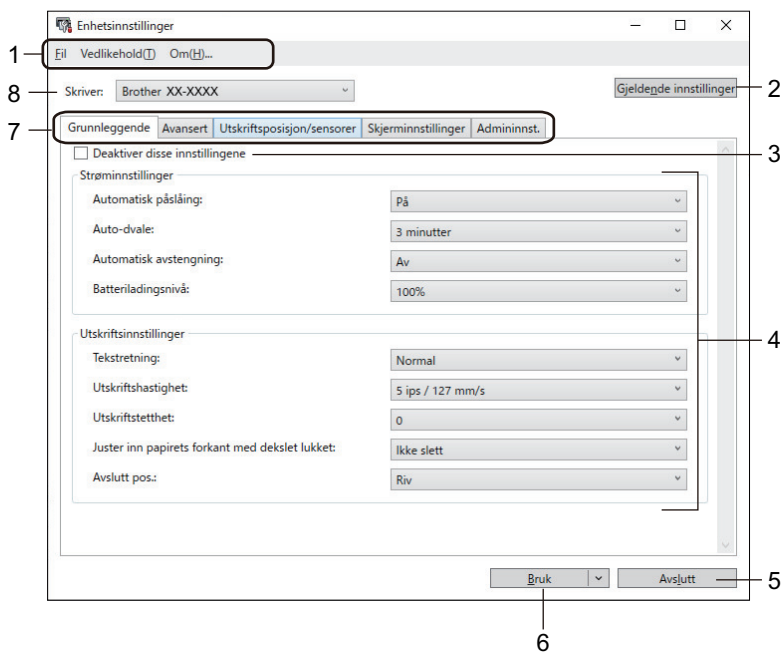 Enhetsinnstillinger
1
Fil Vedlikehold(T) Om(H)...
8
Skriver: Brother XX-XXXX
Gjeldende innstillinger
2
7
Grunnleggende Avansert Utskriftsposisjon/sensorer Skjerminnstillinger Admininnst.
Deaktiver disse innstillingene
3
Strøminnstillinger
Automatisk påslåing: På
Auto-dvale: 3 minutter
Automatisk avstengning: Av
Batteriladingsnivå: 100%
4
Utskriftsinnstillinger
Tekstretning: Normal
Utskriftshastighet: 5 ips / 127 mm/s
Utskriftstetthet: 0
Juster inn papirets forkant med dekslet lukket: Ikke slett
Avslutt pos.: Riv
Bruk Avslutt
5
6